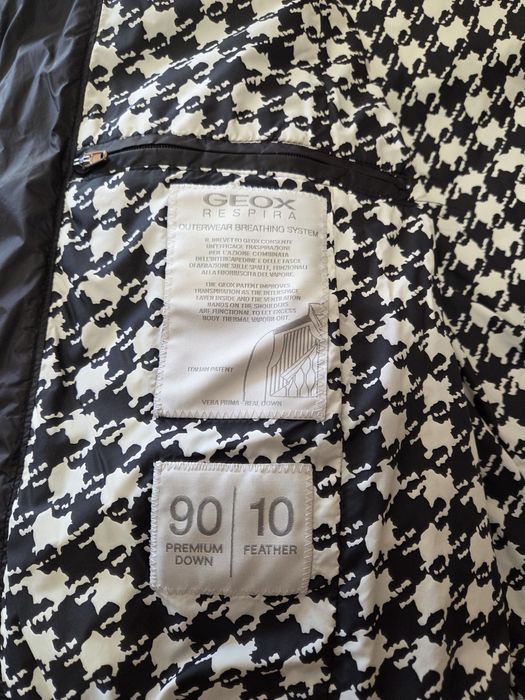 GEOX
RESPIRA
OUTERWEAR BREATHING SYSTEM
IL BREVETTO GEOX CONSENTE
UN'EFFICACE TRASPIRAZIONE
PER L'AZIONE COMBINATA
DELL'INTERCAPEDINE E DELLE FASCE
DI AERAZIONE SULLE SPALLE, FUNZIONALI
ALLA FUORIUSCITA DEL VAPORE.
THE GEOX PATENT IMPROVES
TRANSPIRATION AS THE INTERSPACE
LAYER INSIDE AND THE VENTILATION
BANDS ON THE SHOULDERS
ARE FUNCTIONAL TO LET EXCESS
BODY THERMAL VAPOUR OUT.
ITALIAN PATENT
VERA PIUMA - REAL DOWN
90 10
PREMIUM FEATHER
DOWN